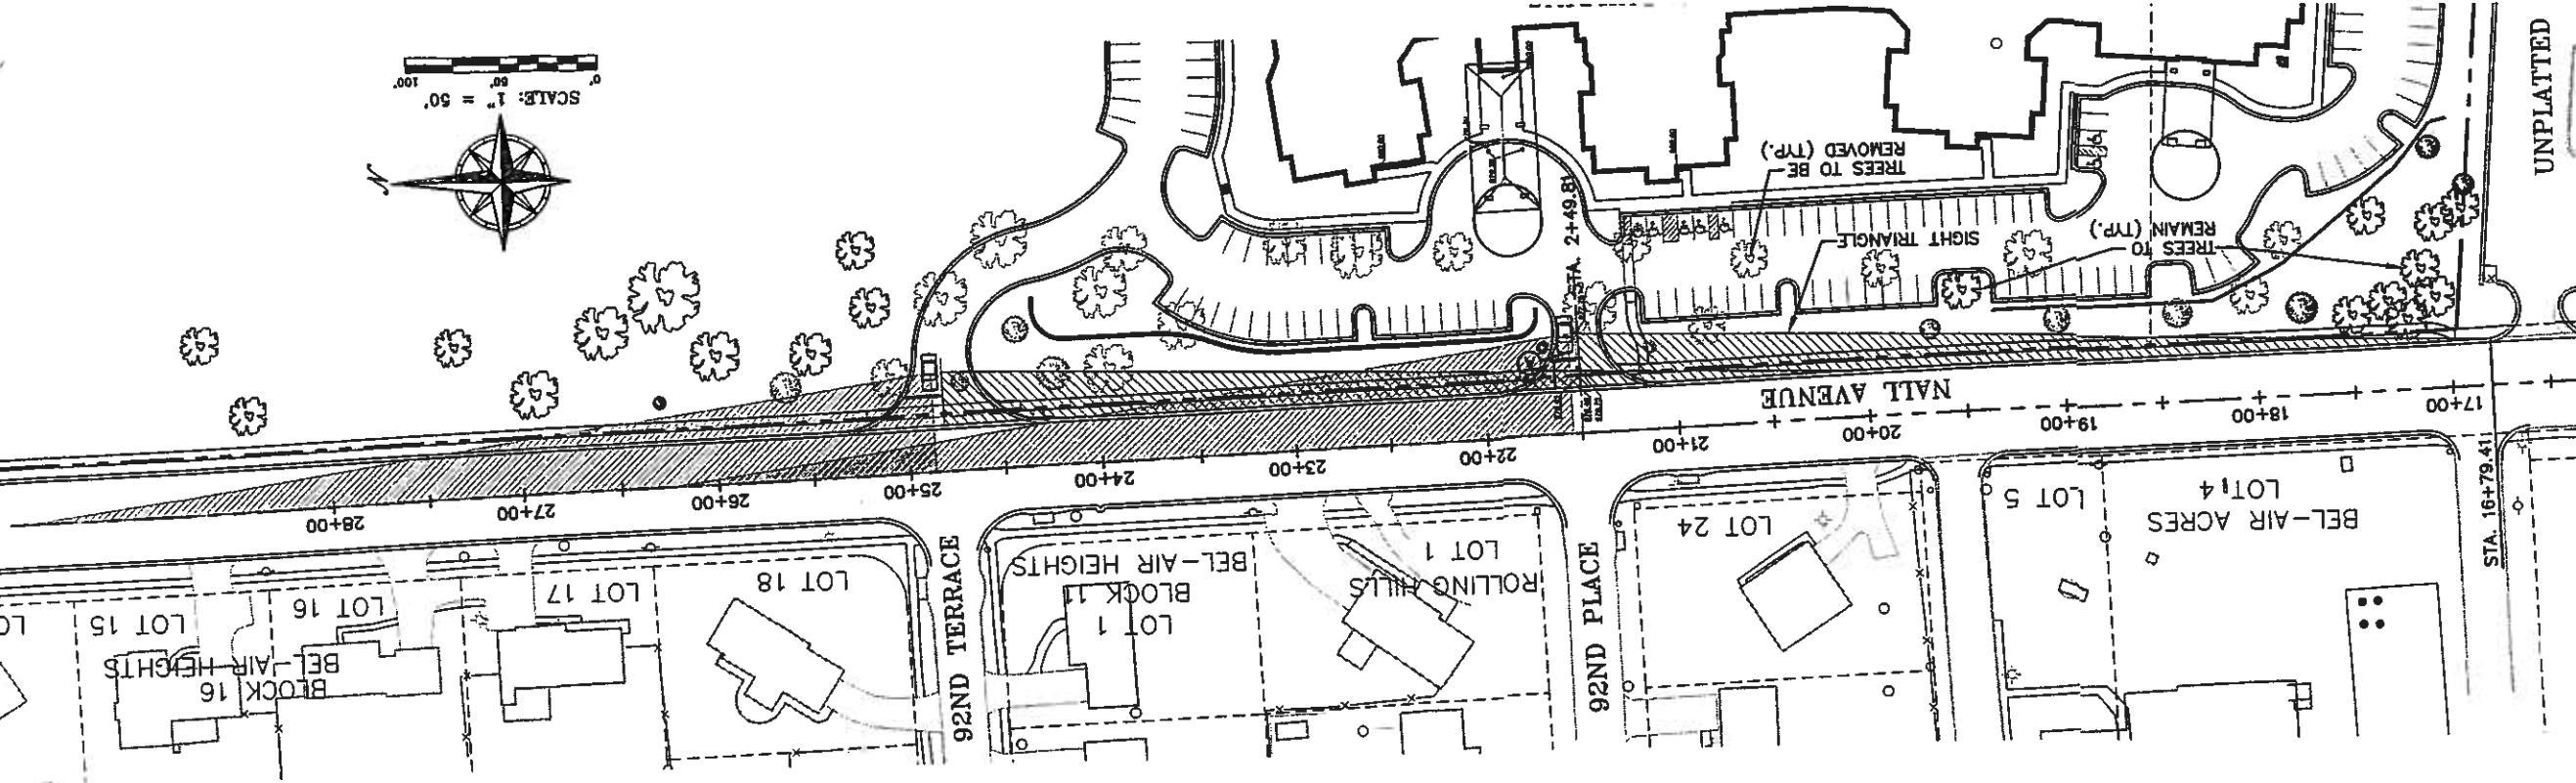 SCALE: 1" = 50'
0'
50'
100'
N
UNPLATTED
TREES TO BE
REMOVED (TYP.)
SIGHT TRIANGLE
TREES TO
REMAIN (TYP.)
STA. 2+49.81
NALL AVENUE
17+00
18+00
19+00
20+00
21+00
22+00
23+00
24+00
25+00
26+00
27+00
28+00
STA. 16+79.41
BEL-AIR ACRES
LOT 4
LOT 5
LOT 24
92ND PLACE
ROLLING HILLS
LOT 1
BEL-AIR HEIGHTS
BLOCK 11
LOT 1
92ND TERRACE
LOT 18
LOT 17
LOT 16
LOT 15
BLOCK 16
BEL-AIR HEIGHTS
LO